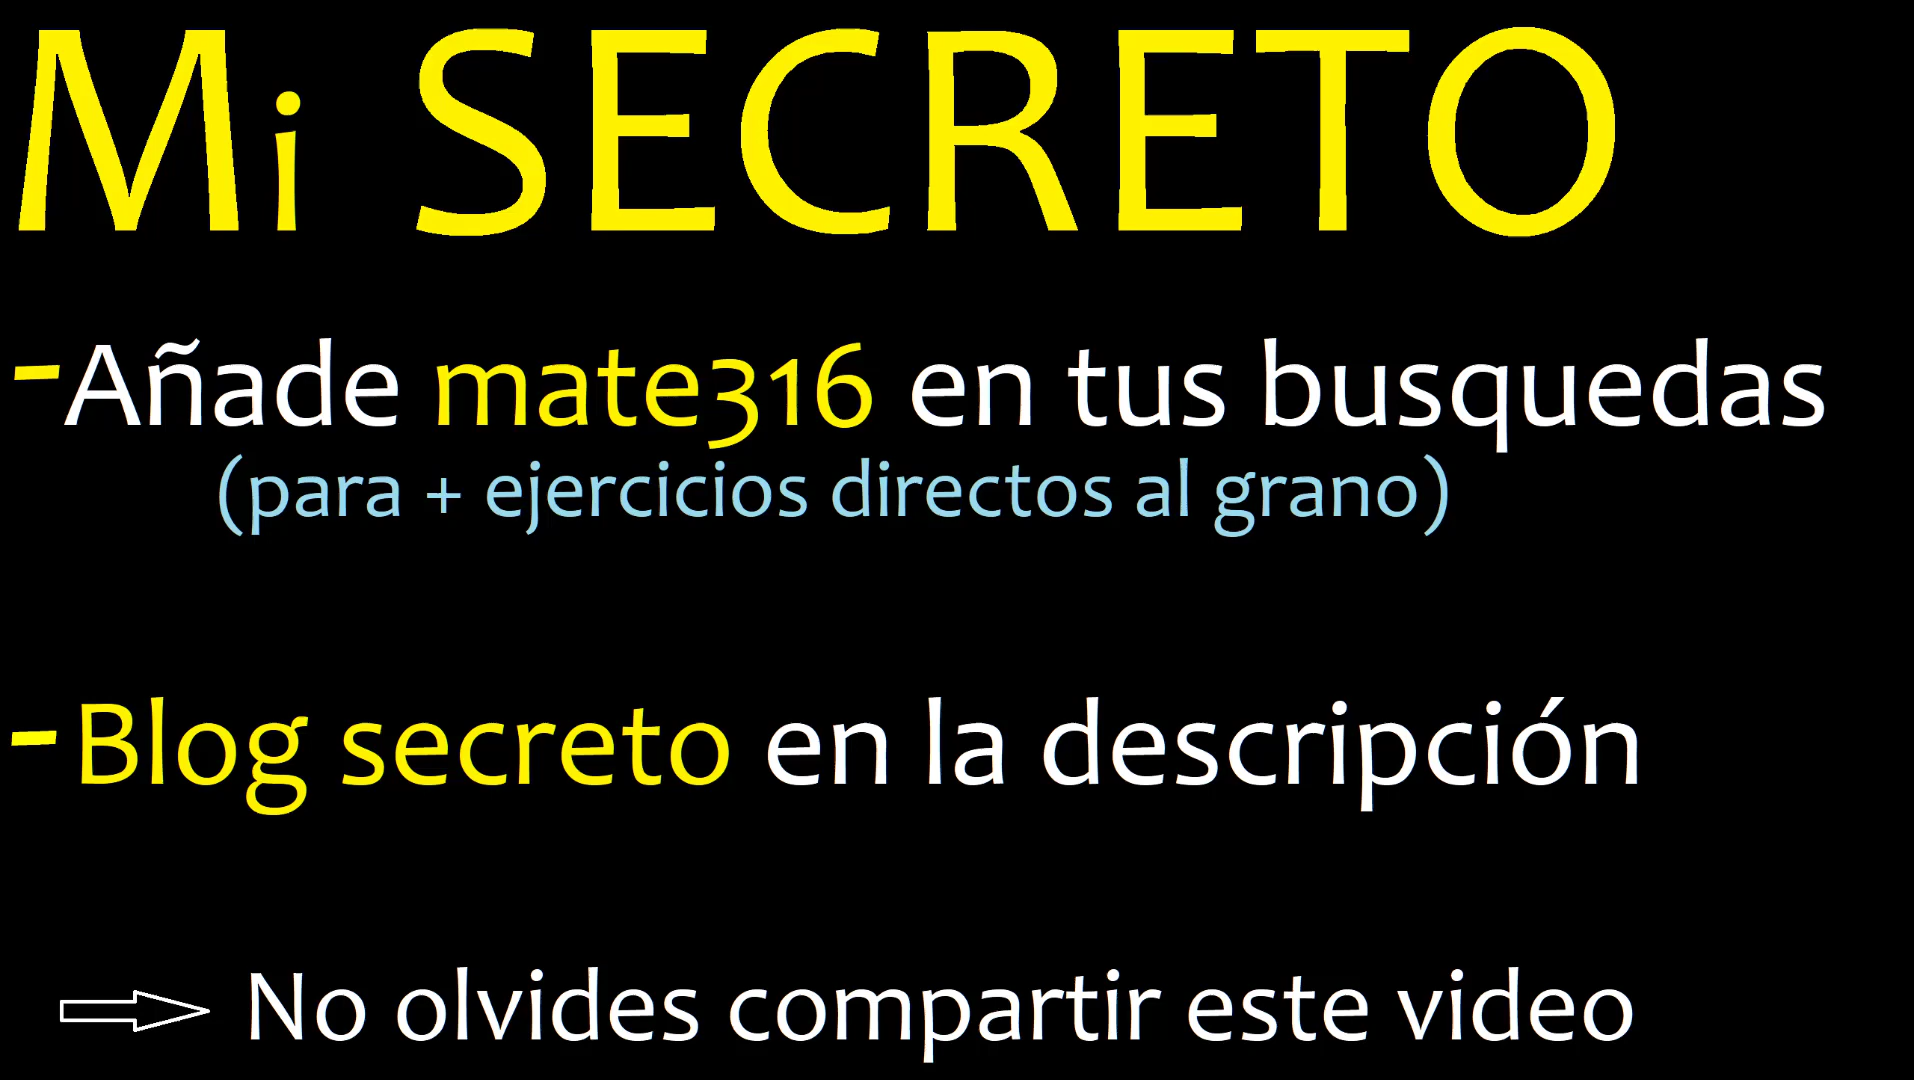 Mi SECRETO
-Añade mate316 en tus busquedas
(para + ejercicios directos al grano)
-Blog secreto en la descripción
No olvides compartir este video